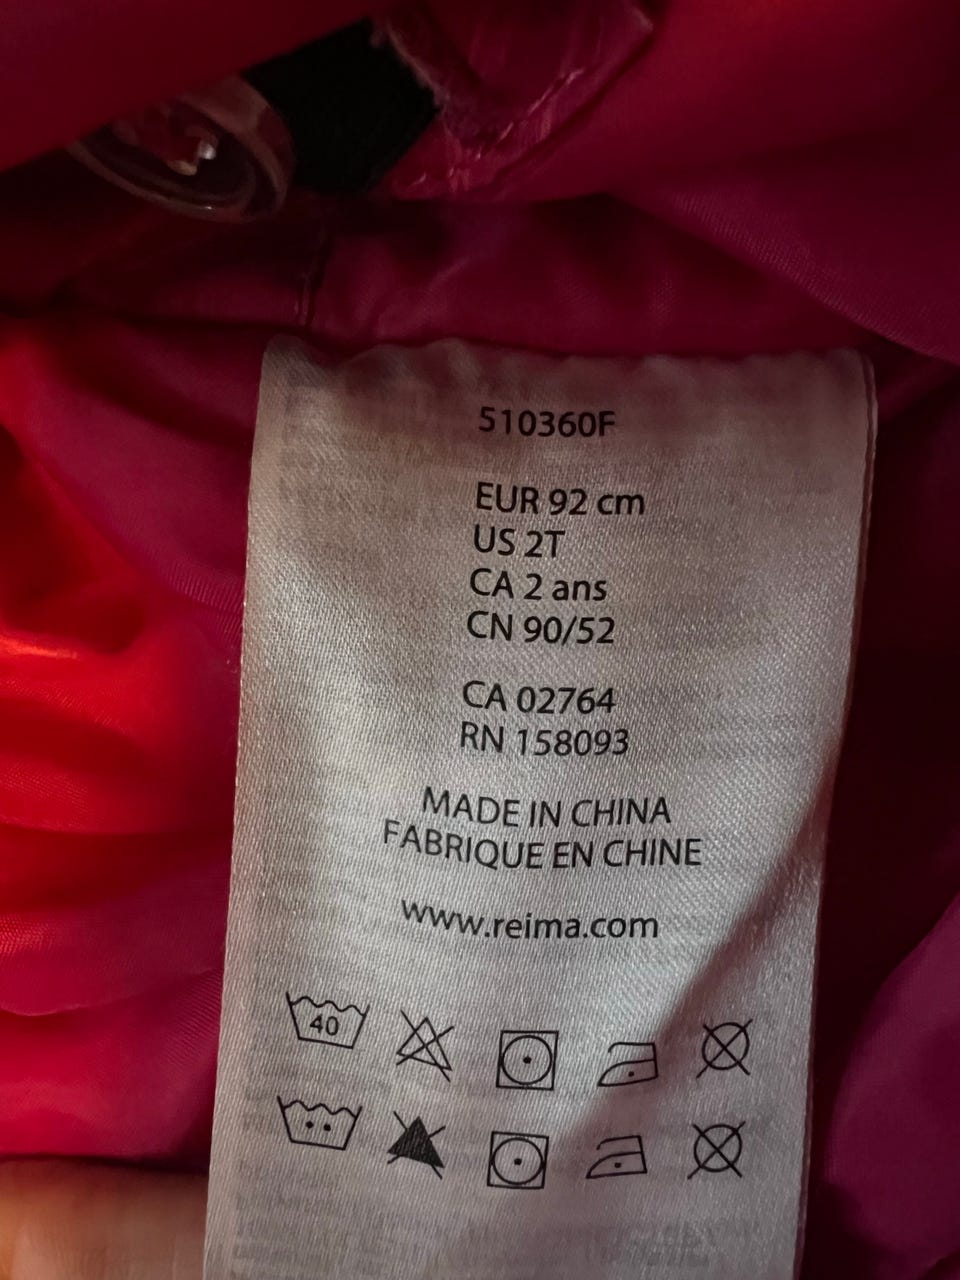 510360F
EUR 92 cm
US 2T
CA 2 ans
CN 90/52
CA 02764
RN 158093
MADE IN CHINA
FABRIQUE EN CHINE
www.reima.com
40